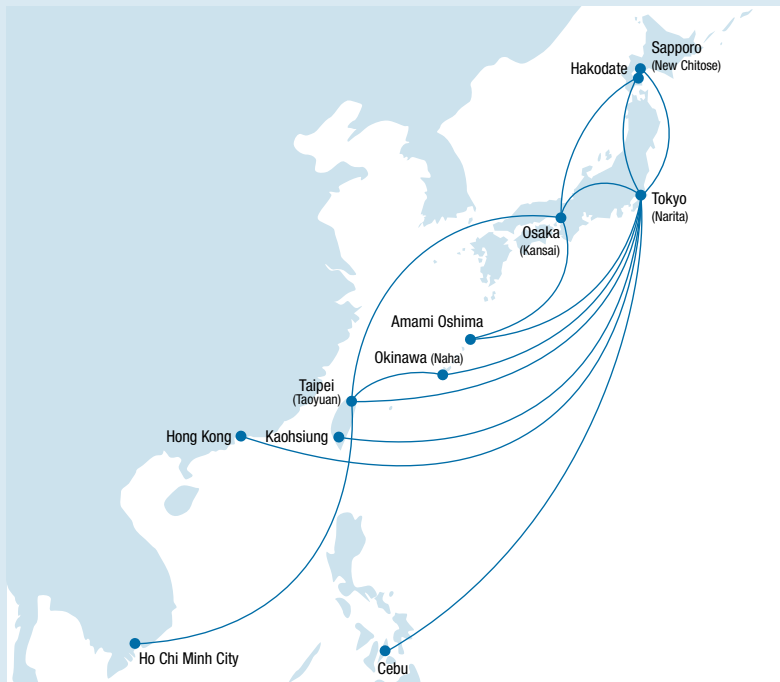 Sapporo
(New Chitose)
Hakodate
Tokyo
(Narita)
Osaka
(Kansai)
Amami Oshima
Okinawa (Naha)
Taipei
(Taoyuan)
Hong Kong
Kaohsiung
Ho Chi Minh City
Cebu